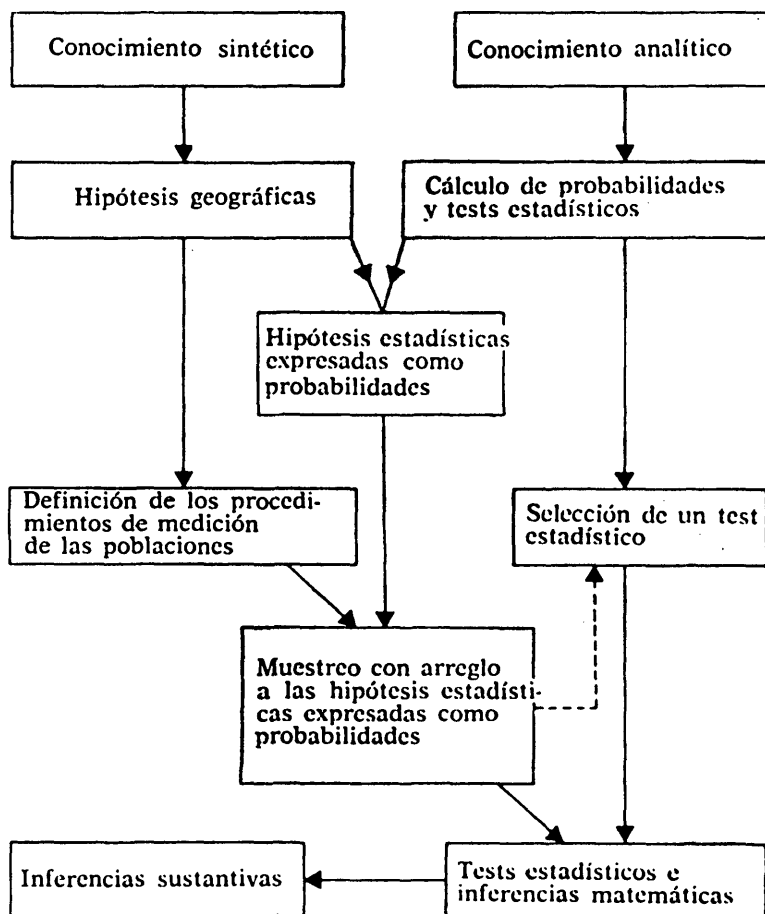 Conocimiento sintético
Conocimiento analítico
Hipótesis geográficas
Cálculo de probabilidades
y tests estadísticos
Hipótesis estadísticas
expresadas como
probabilidades
Definición de los procedi-
mientos de medición
de las poblaciones
Selección de un test
estadístico
Muestreo con arreglo
a las hipótesis estadísti-
cas expresadas como
probabilidades
Inferencias sustantivas
Tests estadísticos e
inferencias matemáticas